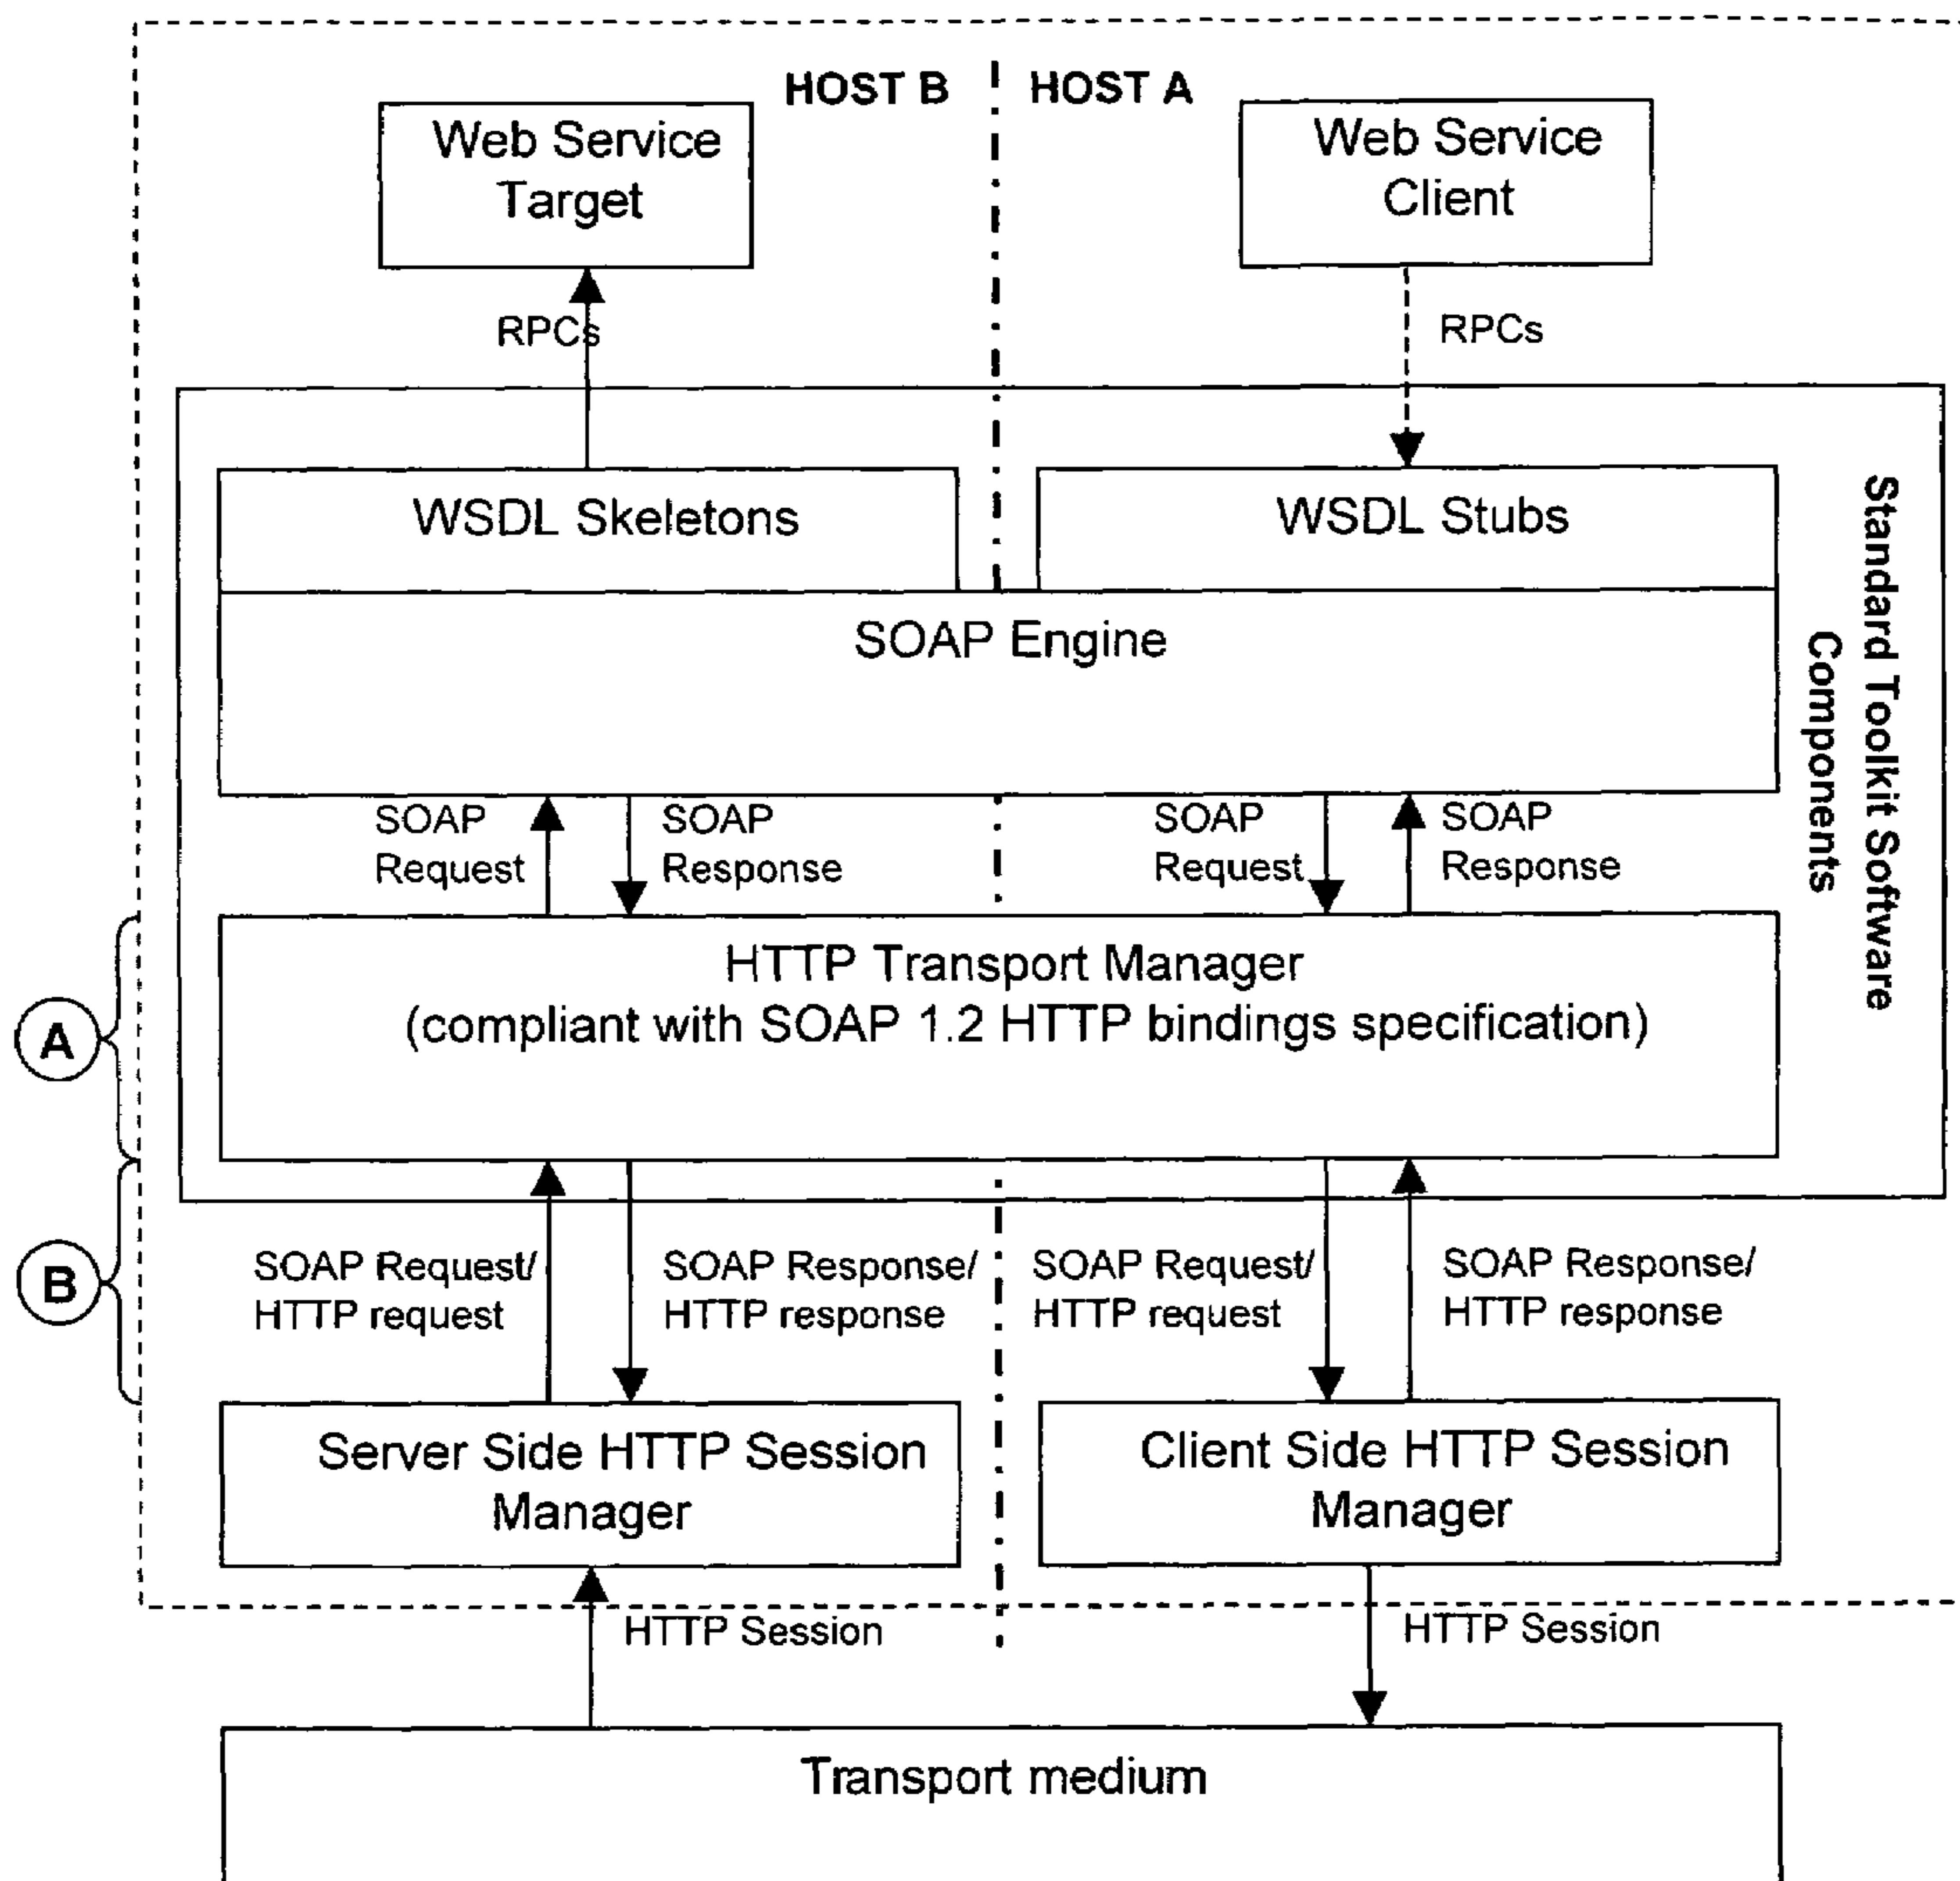 HOST B
HOST A
Web Service
Target
Web Service
Client
RPCs
RPCs
WSDL Skeletons
WSDL Stubs
SOAP Engine
Standard Toolkit Software
Components
SOAP
Request
SOAP
Response
SOAP
Request
SOAP
Response
HTTP Transport Manager
(compliant with SOAP 1.2 HTTP bindings specification)
A
B
SOAP Request/
HTTP request
SOAP Response/
HTTP response
SOAP Request/
HTTP request
SOAP Response/
HTTP response
Server Side HTTP Session
Manager
Client Side HTTP Session
Manager
HTTP Session
HTTP Session
Transport medium